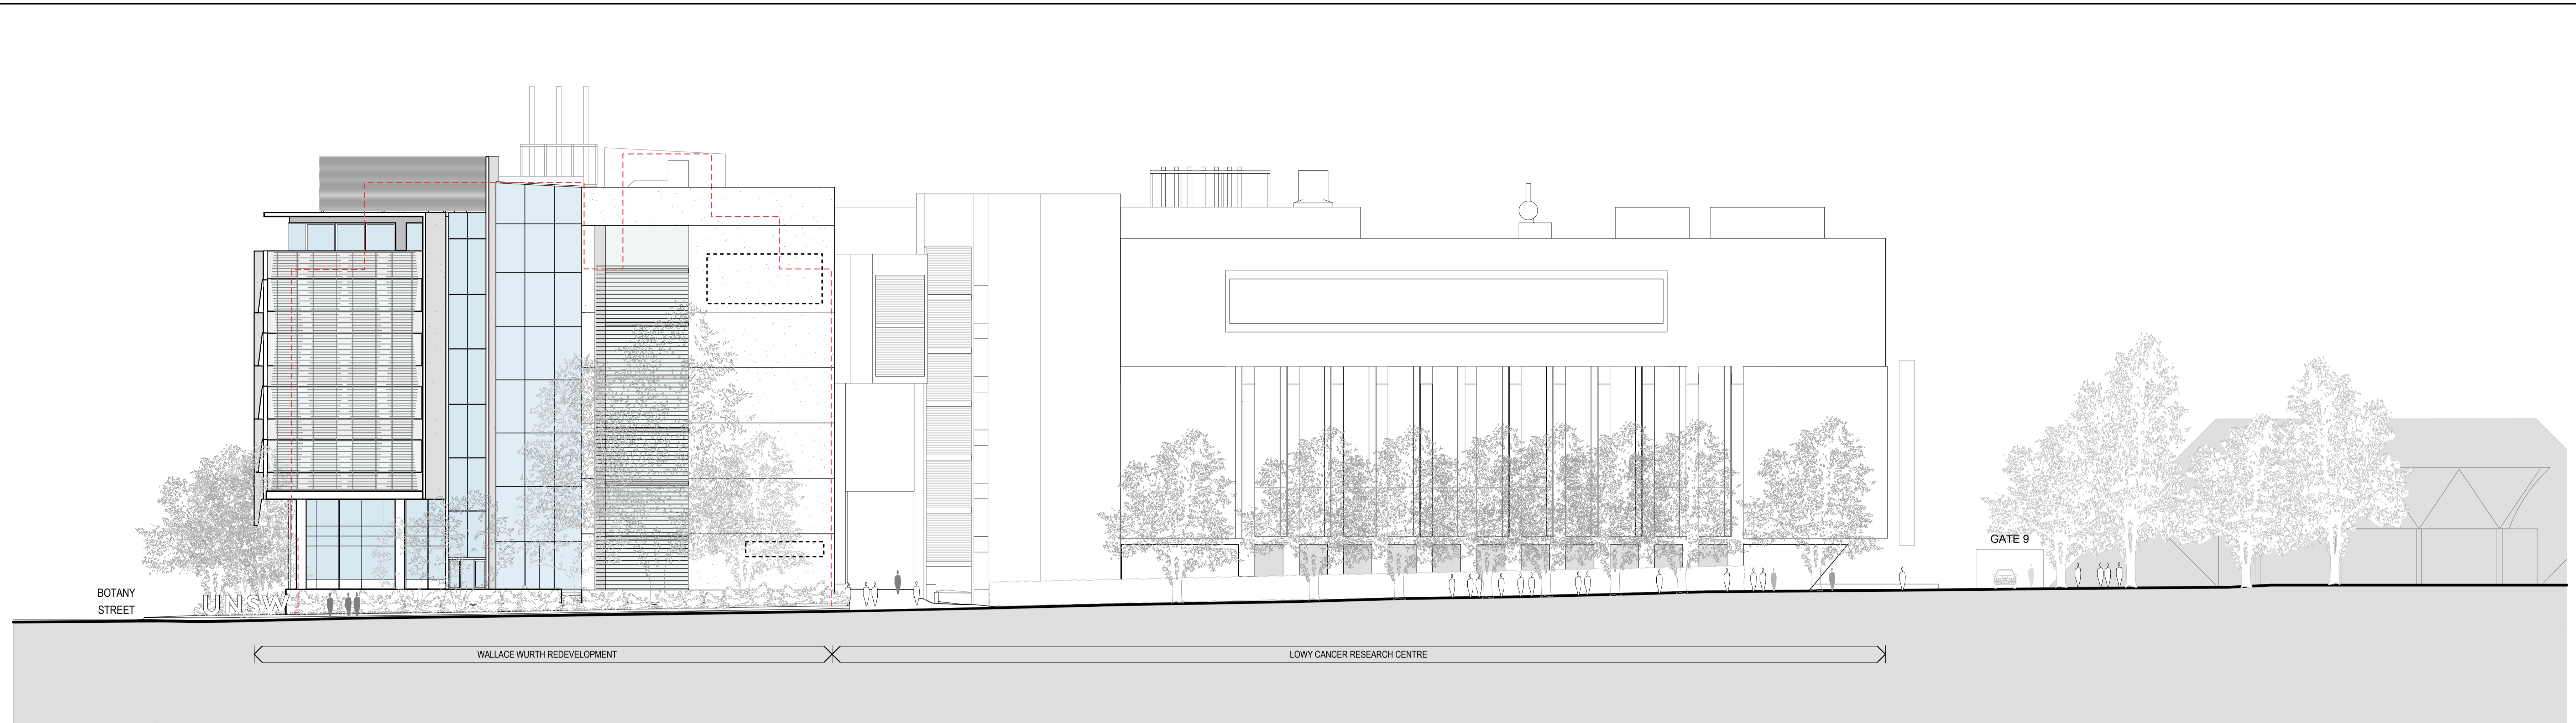 GATE 9
BOTANY
STREET
UNSW
WALLACE WURTH REDEVELOPMENT
LOWY CANCER RESEARCH CENTRE